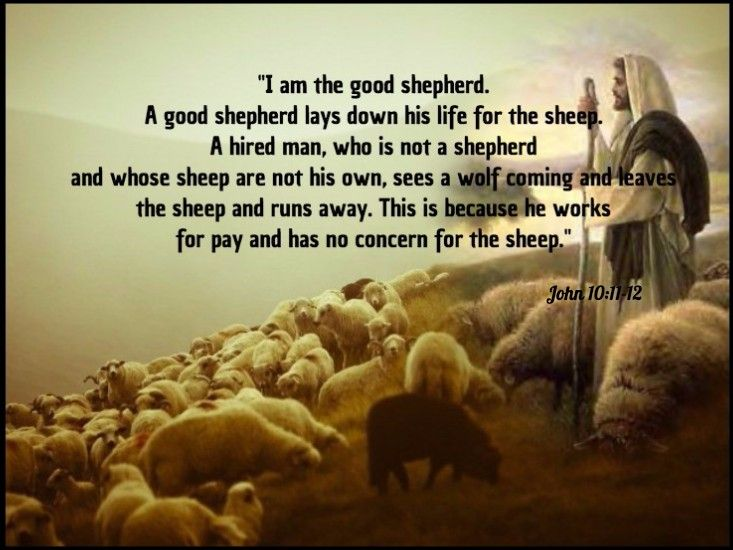 "I am the good shepherd.
A good shepherd lays down his life for the sheep.
A hired man, who is not a shepherd
and whose sheep are not his own, sees a wolf coming and leaves
the sheep and runs away. This is because he works
for pay and has no concern for the sheep."
John 10:11-12